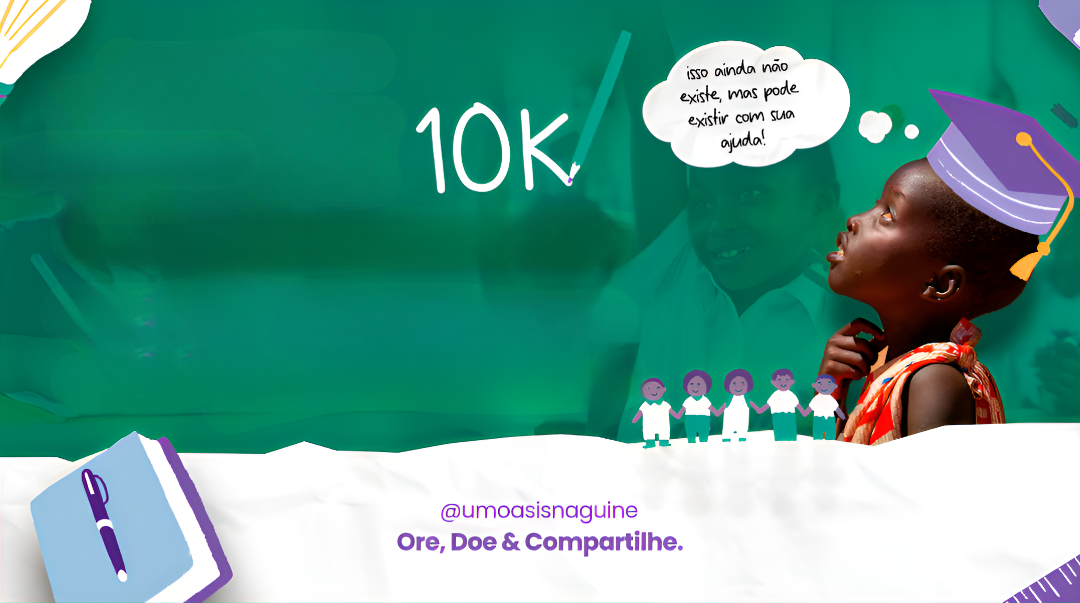 10K
isso ainda não
existe, mas pode
existir com sua
ajuda!
@umoasisnaguine
Ore, Doe & Compartilhe.